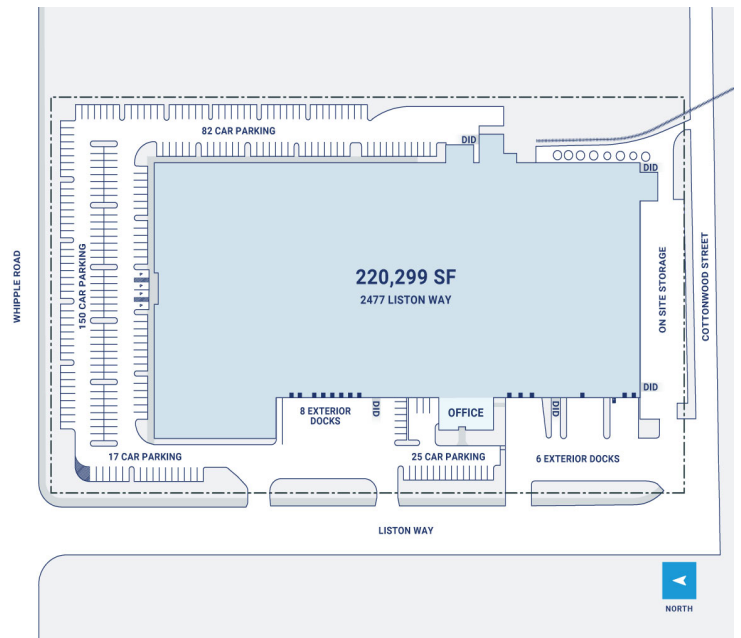 82 CAR PARKING
DID
DID
WHIPPLE ROAD
150 CAR PARKING
220,299 SF
2477 LISTON WAY
ON SITE STORAGE
COTTONWOOD STREET
DID
8 EXTERIOR
DOCKS
DID
OFFICE
DID
17 CAR PARKING
25 CAR PARKING
6 EXTERIOR DOCKS
LISTON WAY
NORTH